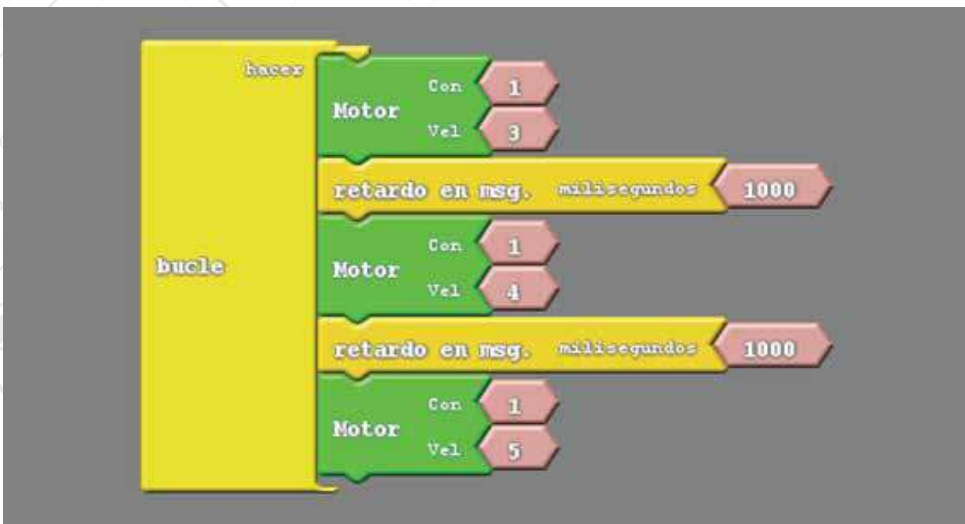 hacer
Con 1
Motor
Vel 3
retardo en msg. milisegundos 1000
Con 1
bucle
Motor
Vel 4
retardo en msg. milisegundos 1000
Con 1
Motor
Vel 5